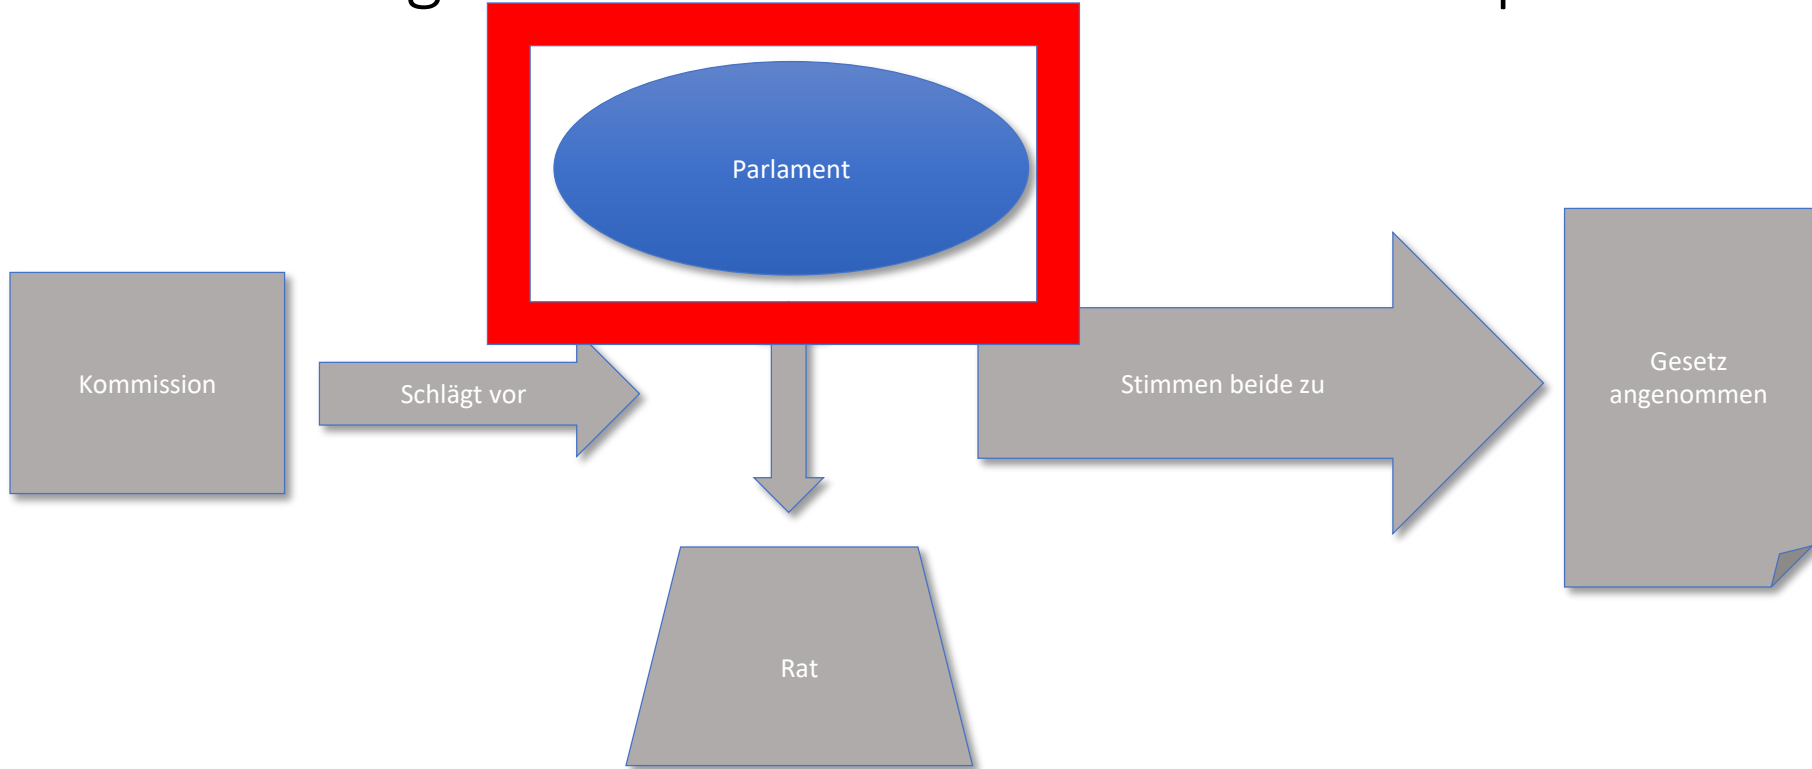 Parlament
Kommission
Schlägt vor
Stimmen beide zu
Gesetz
angenommen
Rat